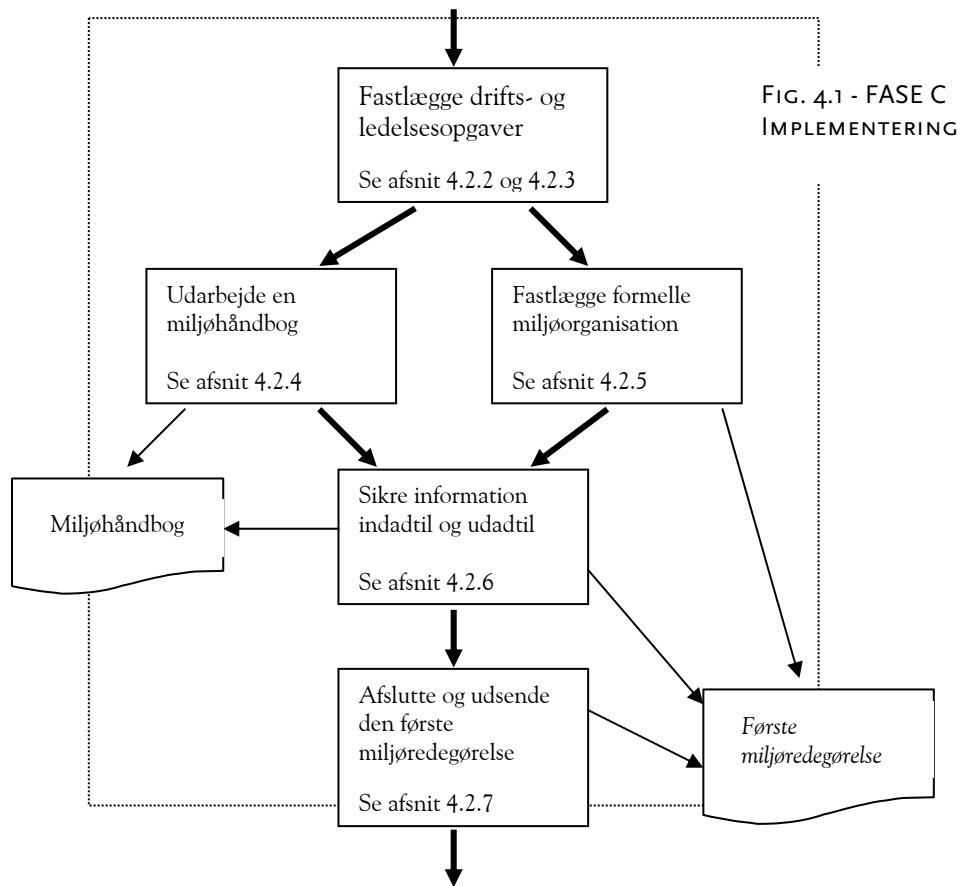 Fastlægge drifts- og
ledelsesopgaver
Se afsnit 4.2.2 og 4.2.3
FIG. 4.1 - FASE C
IMPLEMENTERING
Udarbejde en
miljøhåndbog
Se afsnit 4.2.4
Fastlægge formelle
miljøorganisation
Se afsnit 4.2.5
Miljøhåndbog
Sikre information
indadtil og udadtil
Se afsnit 4.2.6
Afslutte og udsende
den første
miljøredegørelse
Se afsnit 4.2.7
Første
miljøredegørelse